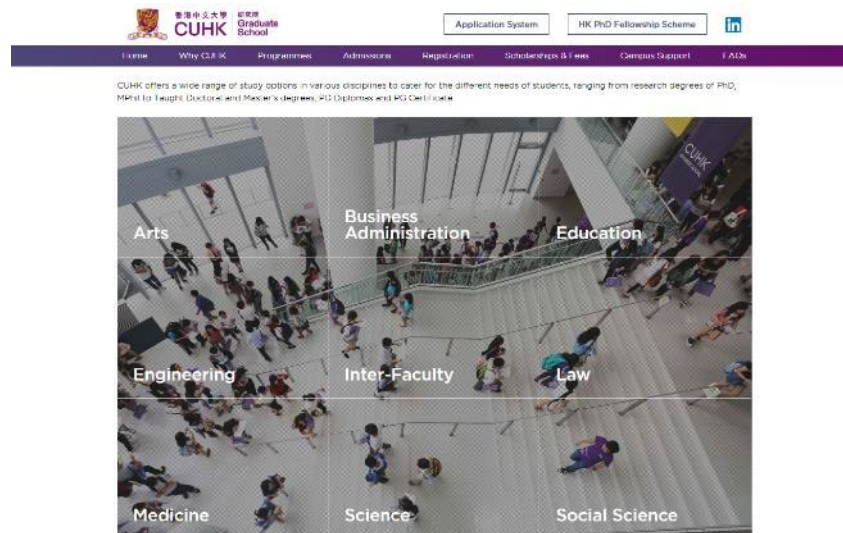 香港中文大學 研究院
CUHK Graduate School
Application System
HK PhD Fellowship Scheme
in
Home Why CUHK Programmes Admissions Registration Scholarships & Fees Campus Support FAQs
CUHK offers a wide range of study options in various disciplines to cater for the different needs of students, ranging from research degrees of PhD,
MPhil to Taught Doctoral and Master's degrees, PG Diplomas and PG Certificate
CUHK
Arts
Business
Administration
Education
Engineering
Inter-Faculty
Law
Medicine
Science
Social Science